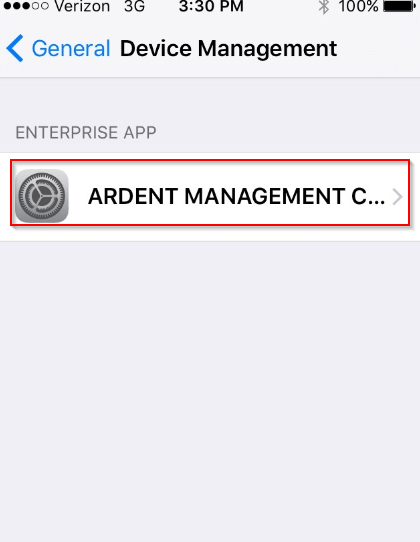 Verizon 3G 3:30 PM 100%
General Device Management
ENTERPRISE APP
ARDENT MANAGEMENT C...